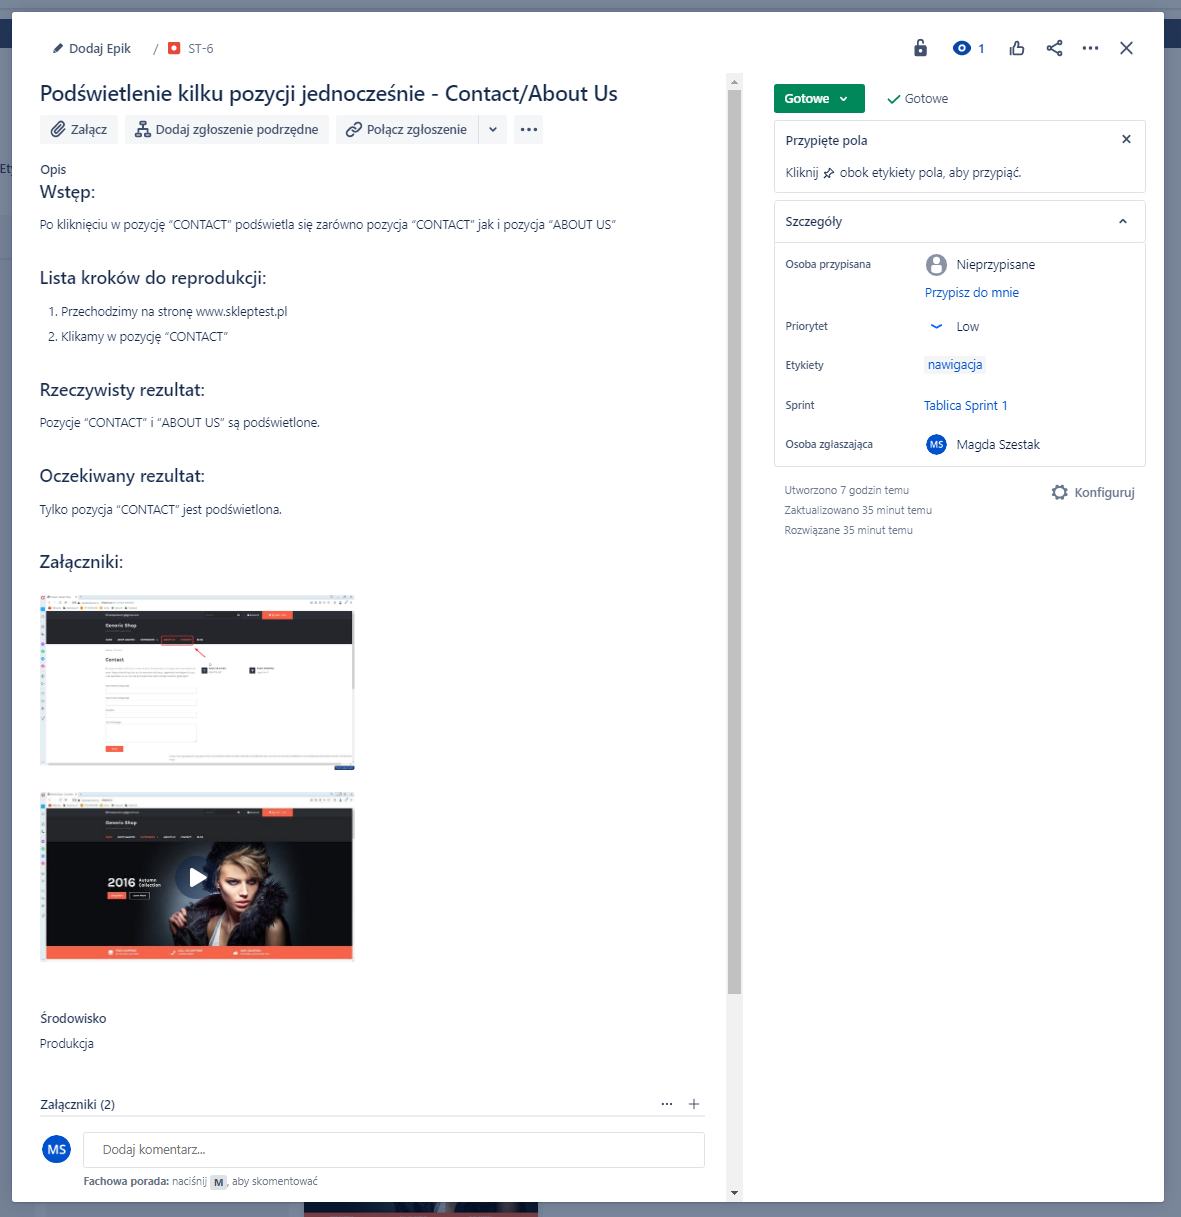 Dodaj Epik / ST-6
1
Podświetlenie kilku pozycji jednocześnie - Contact/About Us
Załącz
Dodaj zgłoszenie podrzędne
Połącz zgłoszenie
Opis
Wstęp:
Po kliknięciu w pozycję “CONTACT” podświetla się zarówno pozycja “CONTACT” jak i pozycja “ABOUT US”
Lista kroków do reprodukcji:
1. Przechodzimy na stronę www.skleptest.pl
2. Klikamy w pozycję “CONTACT”
Rzeczywisty rezultat:
Pozycje “CONTACT” i “ABOUT US” są podświetlone.
Oczekiwany rezultat:
Tylko pozycja “CONTACT” jest podświetlona.
Załączniki:
Generic Shop
Contact
Generic Shop
2016 Autumn
Collection
Środowisko
Produkcja
Załączniki (2)
MS
Dodaj komentarz...
Fachowa porada: naciśnij M, aby skomentować
Gotowe
Gotowe
Przypięte pola
Kliknij obok etykiety pola, aby przypiąć.
Szczegóły
Osoba przypisana
Nieprzypisane
Przypisz do mnie
Priorytet
Low
Etykiety
nawigacja
Sprint
Tablica Sprint 1
Osoba zgłaszająca
MS Magda Szestak
Utworzono 7 godzin temu
Zaktualizowano 35 minut temu
Rozwiązane 35 minut temu
Konfiguruj